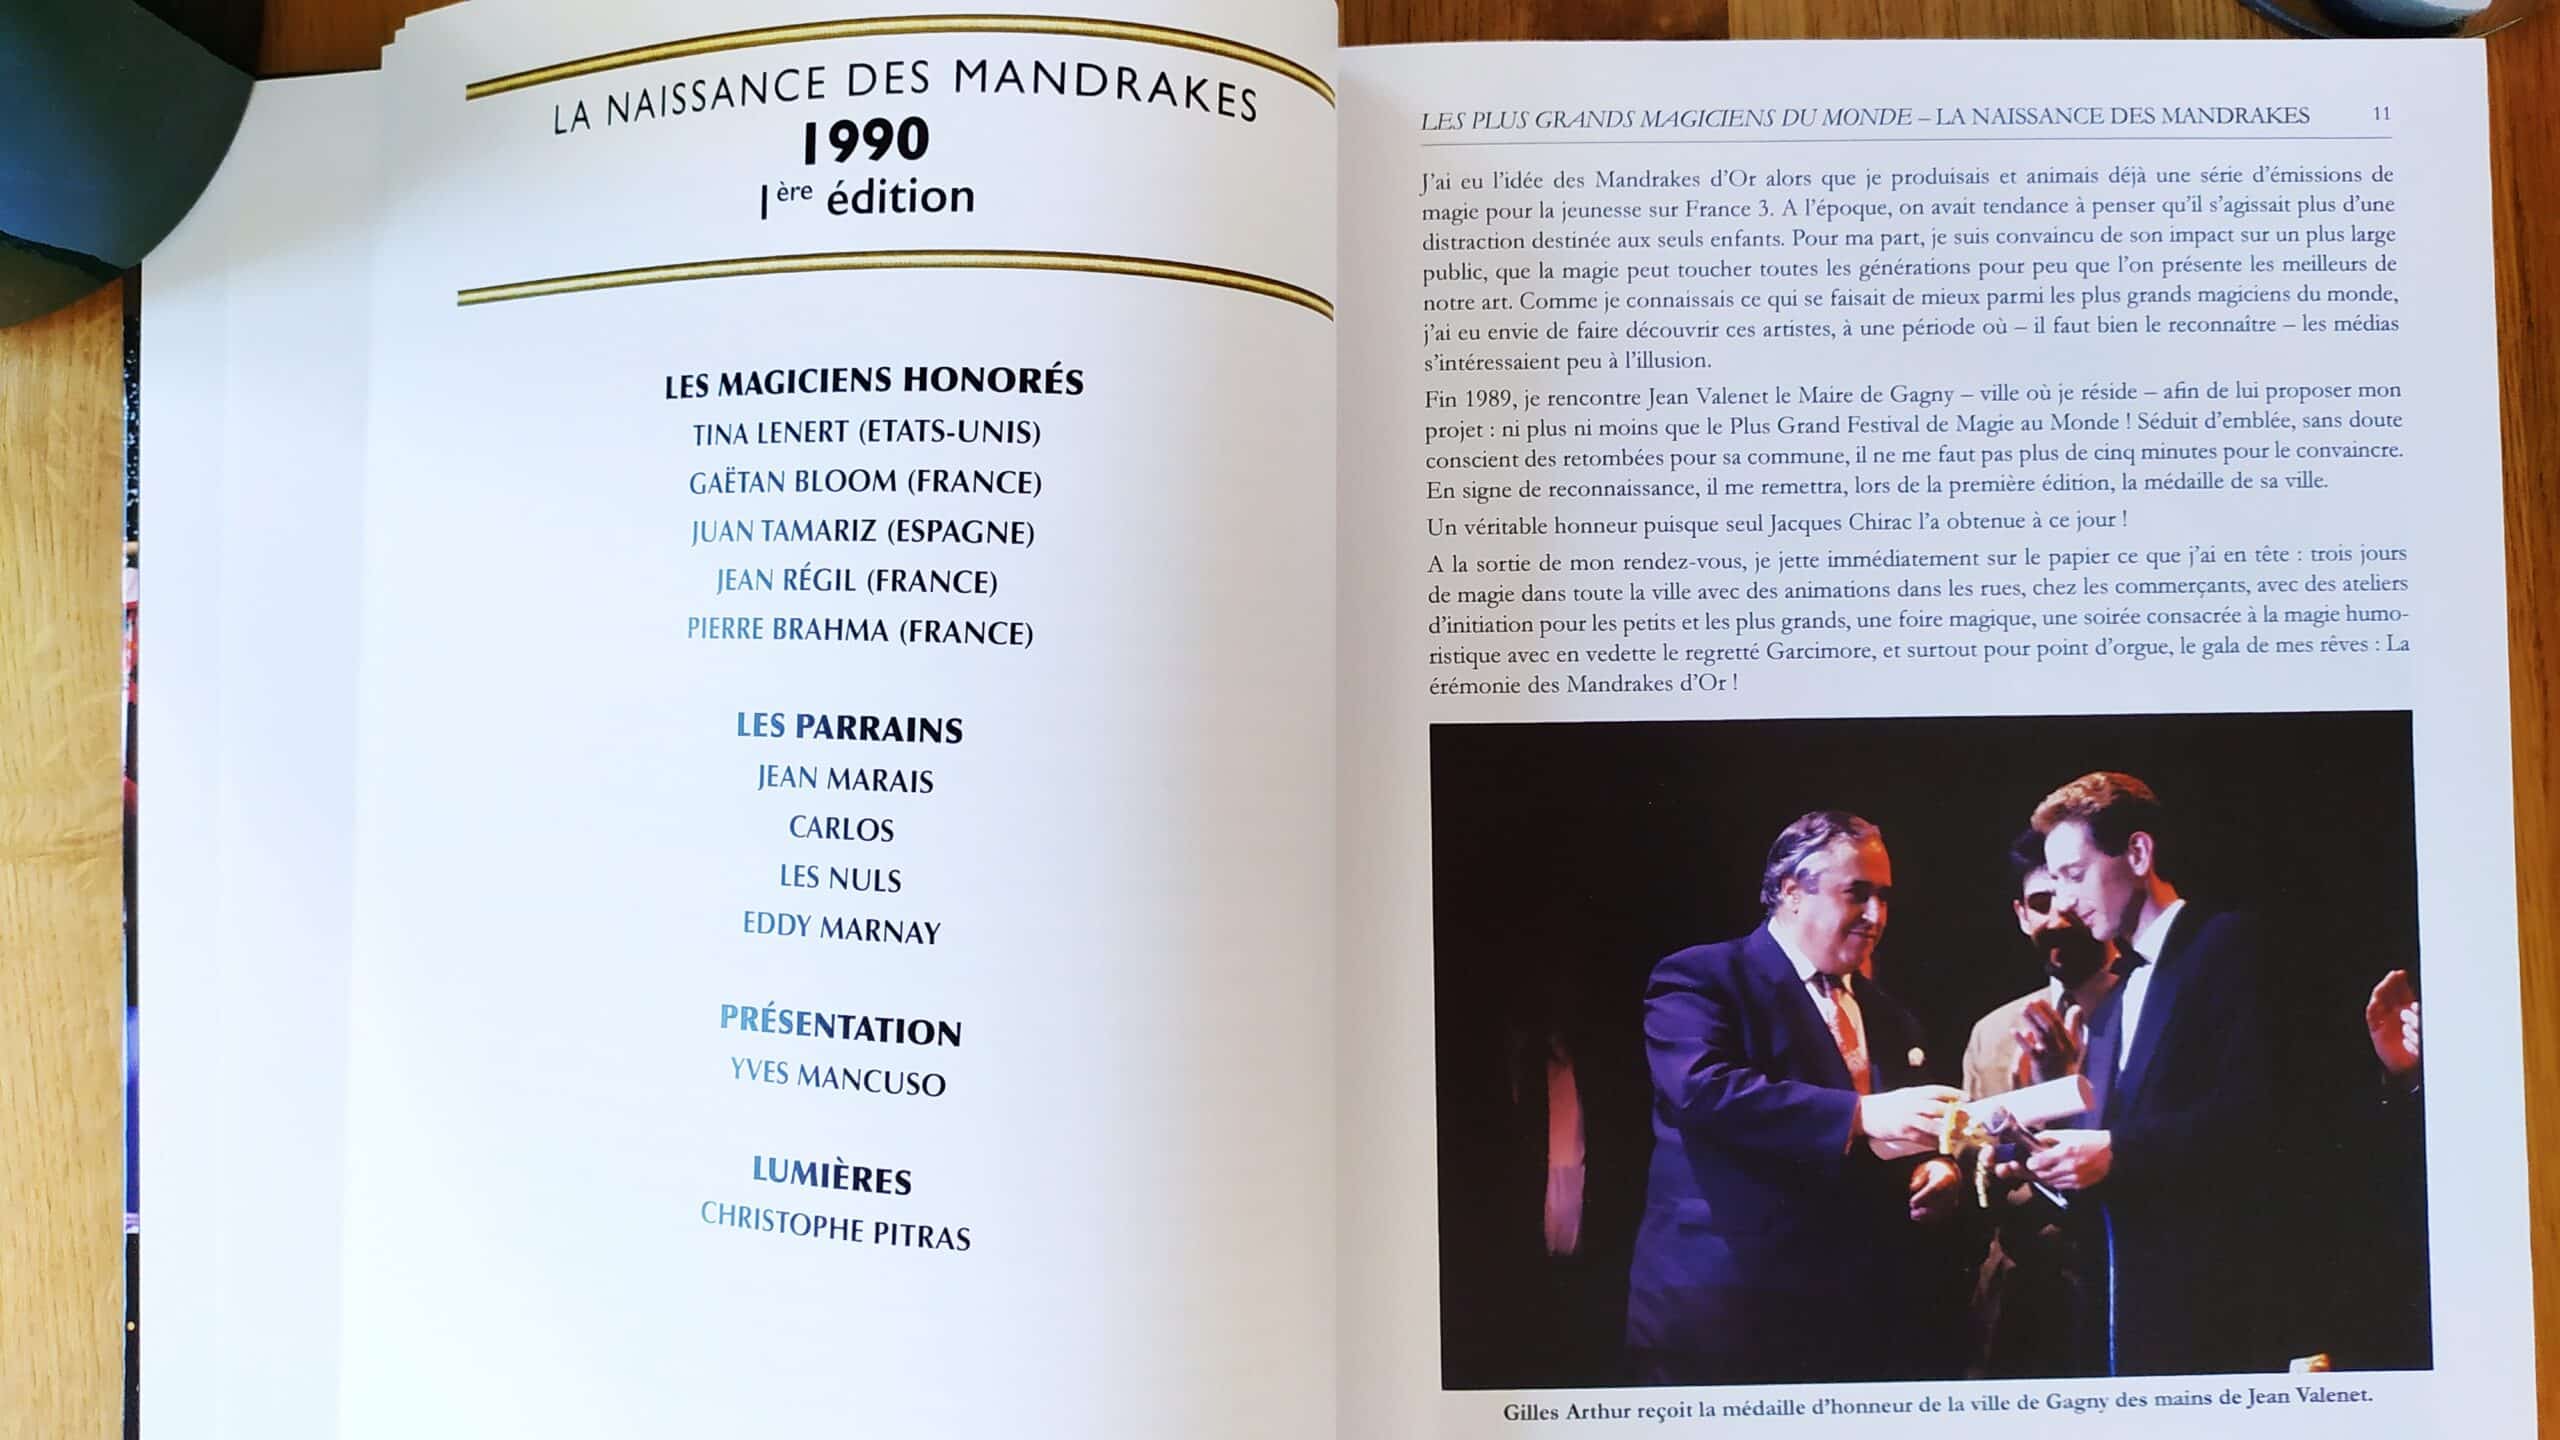 LA NAISSANCE DES MANDRAKES
1990
1ère édition
LES MAGICIENS HONORÉS
TINA LENERT (ETATS-UNIS)
GAËTAN BLOOM (FRANCE)
JUAN TAMARIZ (ESPAGNE)
JEAN RÉGIL (FRANCE)
PIERRE BRAHMA (FRANCE)
LES PARRAINS
JEAN MARAIS
CARLOS
LES NULS
EDDY MARNAY
PRÉSENTATION
YVES MANCUSO
LUMIÈRES
CHRISTOPHE PITRAS
LES PLUS GRANDS MAGICIENS DU MONDE – LA NAISSANCE DES MANDRAKES 11
J'ai eu l'idée des Mandrakes d'Or alors que je produisais et animais déjà une série d'émissions de
magie pour la jeunesse sur France 3. A l'époque, on avait tendance à penser qu'il s'agissait plus d'une
distraction destinée aux seuls enfants. Pour ma part, je suis convaincu de son impact sur un plus large
public, que la magie peut toucher toutes les générations pour peu que l'on présente les meilleurs de
notre art. Comme je connaissais ce qui se faisait de mieux parmi les plus grands magiciens du monde,
j'ai eu envie de faire découvrir ces artistes, à une période où – il faut bien le reconnaître – les médias
s'intéressaient peu à l'illusion.
Fin 1989, je rencontre Jean Valenet le Maire de Gagny – ville où je réside – afin de lui proposer mon
projet : ni plus ni moins que le Plus Grand Festival de Magie au Monde ! Séduit d'emblée, sans doute
conscient des retombées pour sa commune, il ne me faut pas plus de cinq minutes pour le convaincre.
En signe de reconnaissance, il me remettra, lors de la première édition, la médaille de sa ville.
Un véritable honneur puisque seul Jacques Chirac l'a obtenue à ce jour !
A la sortie de mon rendez-vous, je jette immédiatement sur le papier ce que j'ai en tête : trois jours
de magie dans toute la ville avec des animations dans les rues, chez les commerçants, avec des ateliers
d'initiation pour les petits et les plus grands, une foire magique, une soirée consacrée à la magie humo-
ristique avec en vedette le regretté Garcimore, et surtout pour point d'orgue, le gala de mes rêves : La
érémonie des Mandrakes d'Or !
Gilles Arthur reçoit la médaille d'honneur de la ville de Gagny des mains de Jean Valenet.